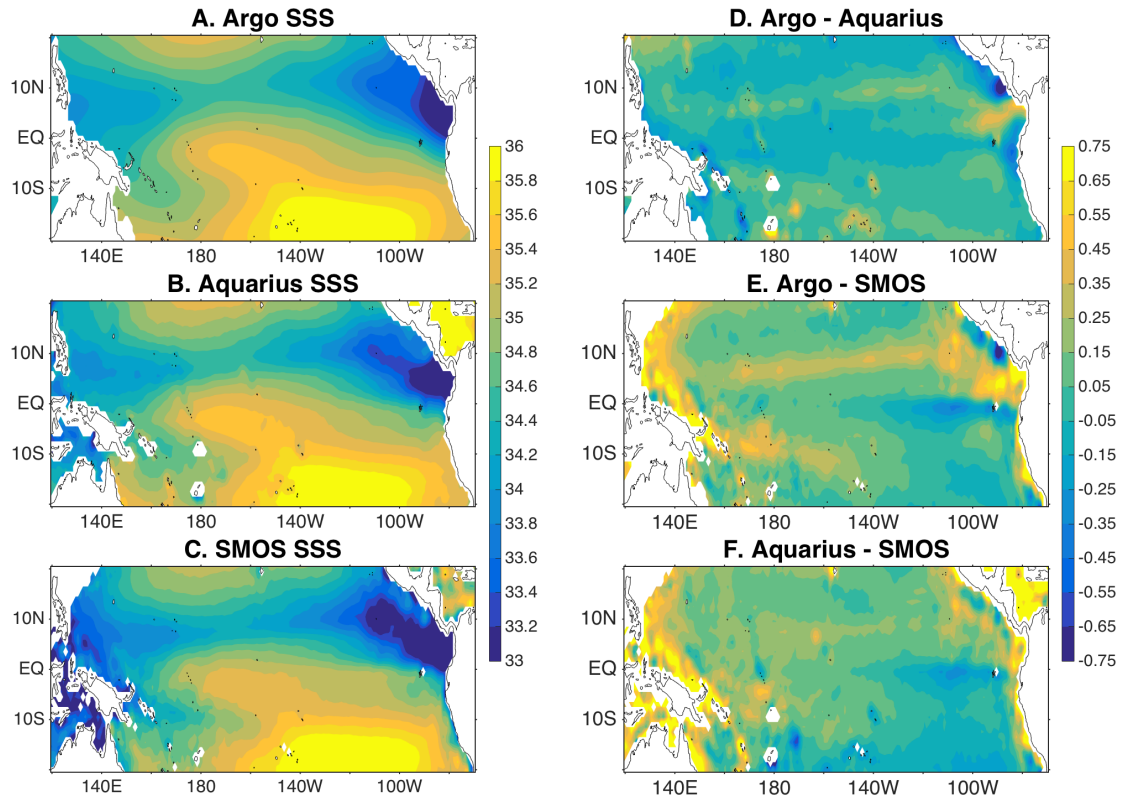 A. Argo SSS
10N
EQ
10S
140E 180 140W 100W
B. Aquarius SSS
10N
EQ
10S
140E 180 140W 100W
C. SMOS SSS
10N
EQ
10S
140E 180 140W 100W
36
35.8
35.6
35.4
35.2
35
34.8
34.6
34.4
34.2
34
33.8
33.6
33.4
33.2
33
D. Argo - Aquarius
10N
EQ
10S
140E 180 140W 100W
E. Argo - SMOS
10N
EQ
10S
140E 180 140W 100W
F. Aquarius - SMOS
10N
EQ
10S
140E 180 140W 100W
0.75
0.65
0.55
0.45
0.35
0.25
0.15
0.05
-0.05
-0.15
-0.25
-0.35
-0.45
-0.55
-0.65
-0.75